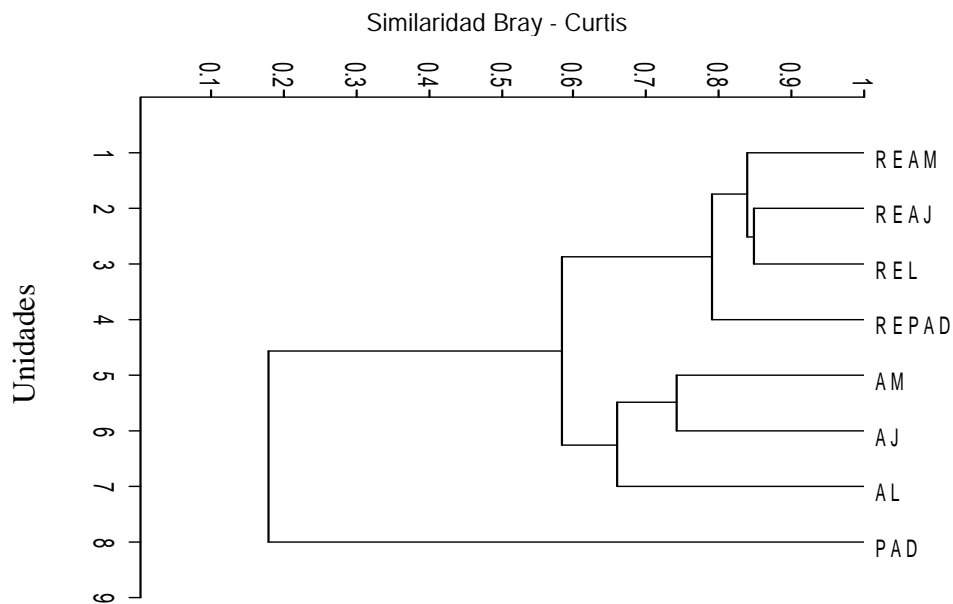 Similaridad Bray - Curtis
0.1 0.2 0.3 0.4 0.5 0.6 0.7 0.8 0.9 1
Unidades
1 REAM
2 REAJ
3 REL
4 REPAD
5 AM
6 AJ
7 AL
8 PAD
9